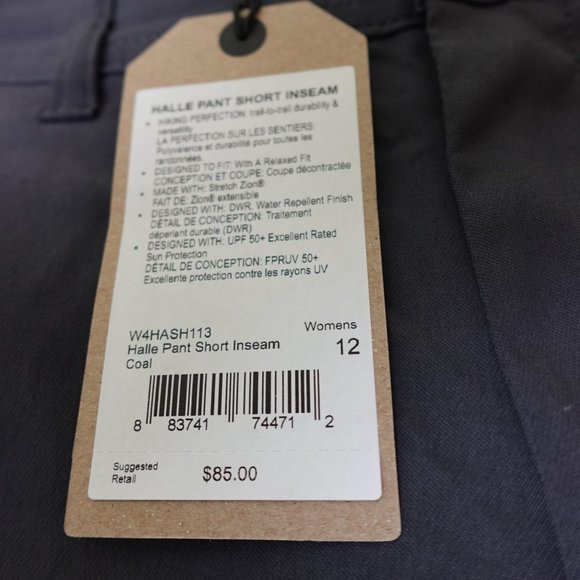 HALLE PANT SHORT INSEAM
• HIKING PERFECTION: trail-to-trail durability &
versatility
LA PERFECTION SUR LES SENTIERS:
Polyvalence et durabilité pour toutes les
randonnées.
• DESIGNED TO FIT: With A Relaxed Fit
CONCEPTION ET COUPE: Coupe décontractée
• MADE WITH: Stretch Zion®
FAIT DE: Zion® extensible
• DESIGNED WITH: DWR, Water Repellent Finish
DÉTAIL DE CONCEPTION: Traitement
déperlant durable (DWR)
• DESIGNED WITH: UPF 50+ Excellent Rated
Sun Protection
DÉTAIL DE CONCEPTION: FPRUV 50+
Excellente protection contre les rayons UV
W4HASH113 Womens
Halle Pant Short Inseam 12
Coal
8 83741 74471 2
Suggested
Retail $85.00